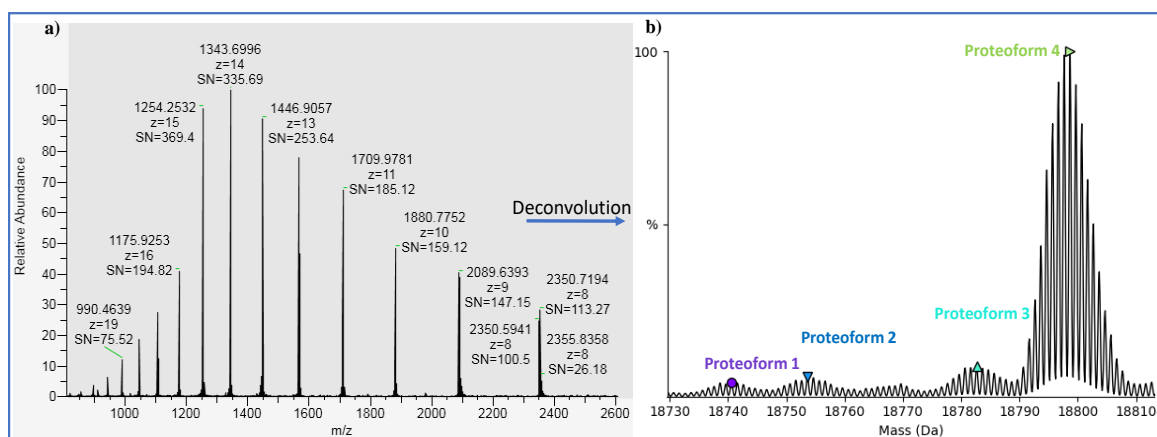 a)
1343.6996
z=14
SN=335.69
1254.2532
z=15
SN=369.4
1446.9057
z=13
SN=253.64
1709.9781
z=11
SN=185.12
1175.9253
z=16
SN=194.82
1880.7752
z=10
SN=159.12
990.4639
z=19
SN=75.52
2089.6393
z=9
SN=147.15
2350.7194
z=8
SN=113.27
2350.5941
z=8
SN=100.5
2355.8358
z=8
SN=26.18
100
90
80
70
60
50
40
30
20
10
0
Relative Abundance
1000 1200 1400 1600 1800 2000 2200 2400 2600
m/z
Deconvolution
b)
Proteoform 4
Proteoform 3
Proteoform 2
Proteoform 1
100
%
18730 18740 18750 18760 18770 18780 18790 18800 18810
Mass (Da)